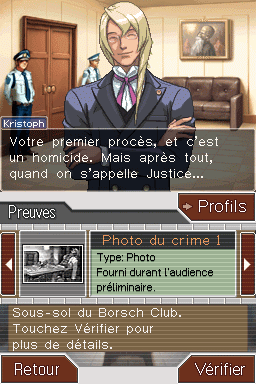 Kristoph
Votre premier procès, et c'est
un homicide. Mais après tout,
quand on s'appelle Justice...
Preuves
Profils
Photo du crime 1
Type: Photo
Fourni durant l'audience
préliminaire.
Sous-sol du Borsch Club.
Touchez Vérifier pour
plus de détails.
Retour
Vérifier